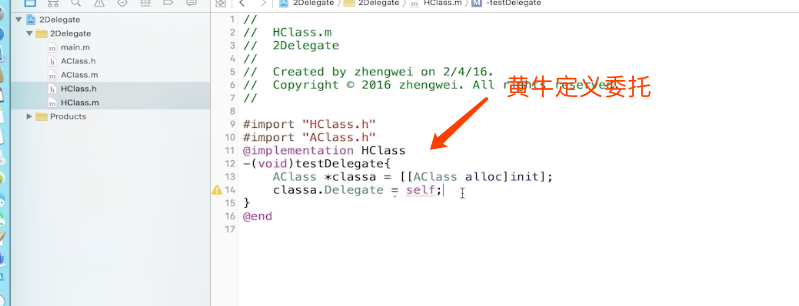 2Delegate
2Delegate
main.m
AClass.h
AClass.m
HClass.h
HClass.m
Products
2Delegate 〉 2Delegate 〉 HClass.m 〉 M -testDelegate
1 //
2 // HClass.m
3 // 2Delegate
4 //
5 // Created by zhengwei on 2/4/16.
6 // Copyright © 2016 zhengwei. All rights reserved.
7 //
8
9 #import "HClass.h"
10 #import "AClass.h"
11 @implementation HClass
12 -(void)testDelegate{
13 AClass *classa = [[AClass alloc]init];
14 classa.Delegate = self;
15 }
16 @end
17
黄牛定义委托